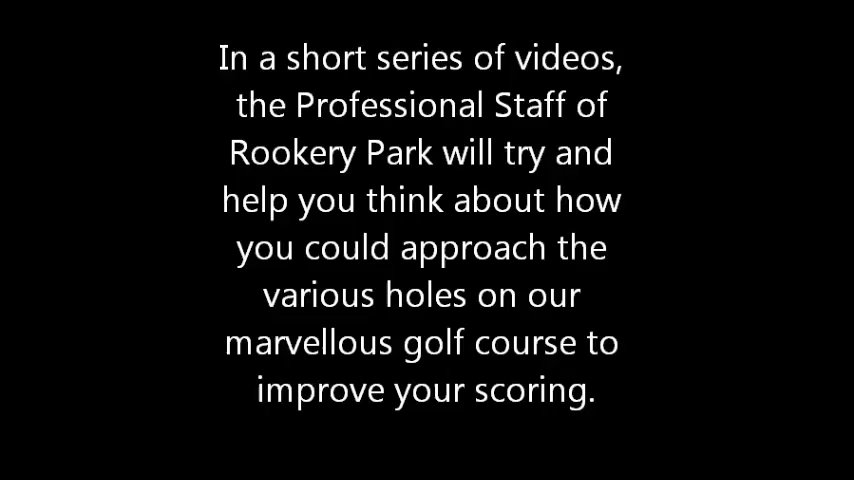 In a short series of videos,
the Professional Staff of
Rookery Park will try and
help you think about how
you could approach the
various holes on our
marvellous golf course to
improve your scoring.